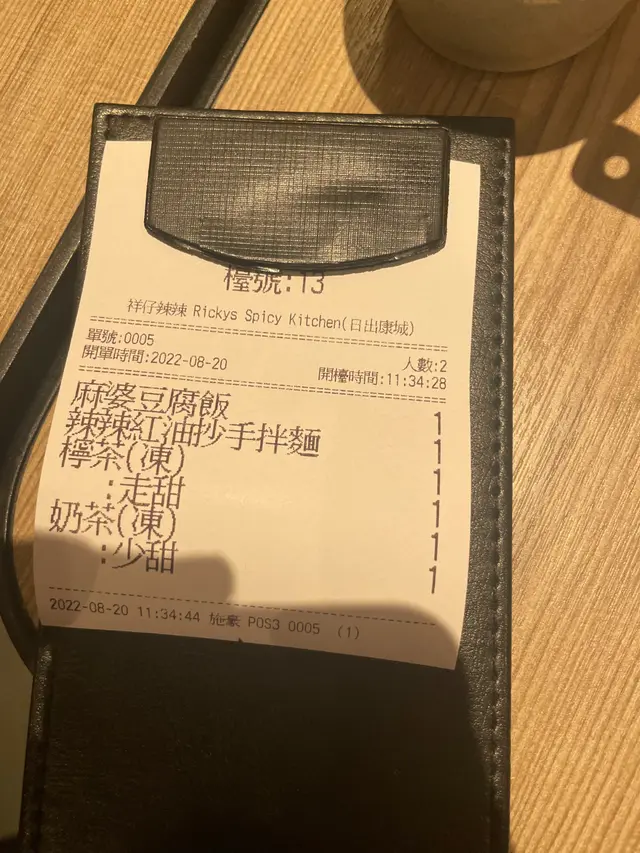 檯號:13
祥仔辣辣 Rickys Spicy Kitchen(日出康城)
單號:0005 人數:2
開單時間:2022-08-20 開檯時間:11:34:28
麻婆豆腐飯 1
辣辣紅油抄手拌麵 1
檸茶(凍) 1
:走甜 1
奶茶(凍) 1
:少甜 1
2022-08-20 11:34:44 施豪 POS3 0005 (1)